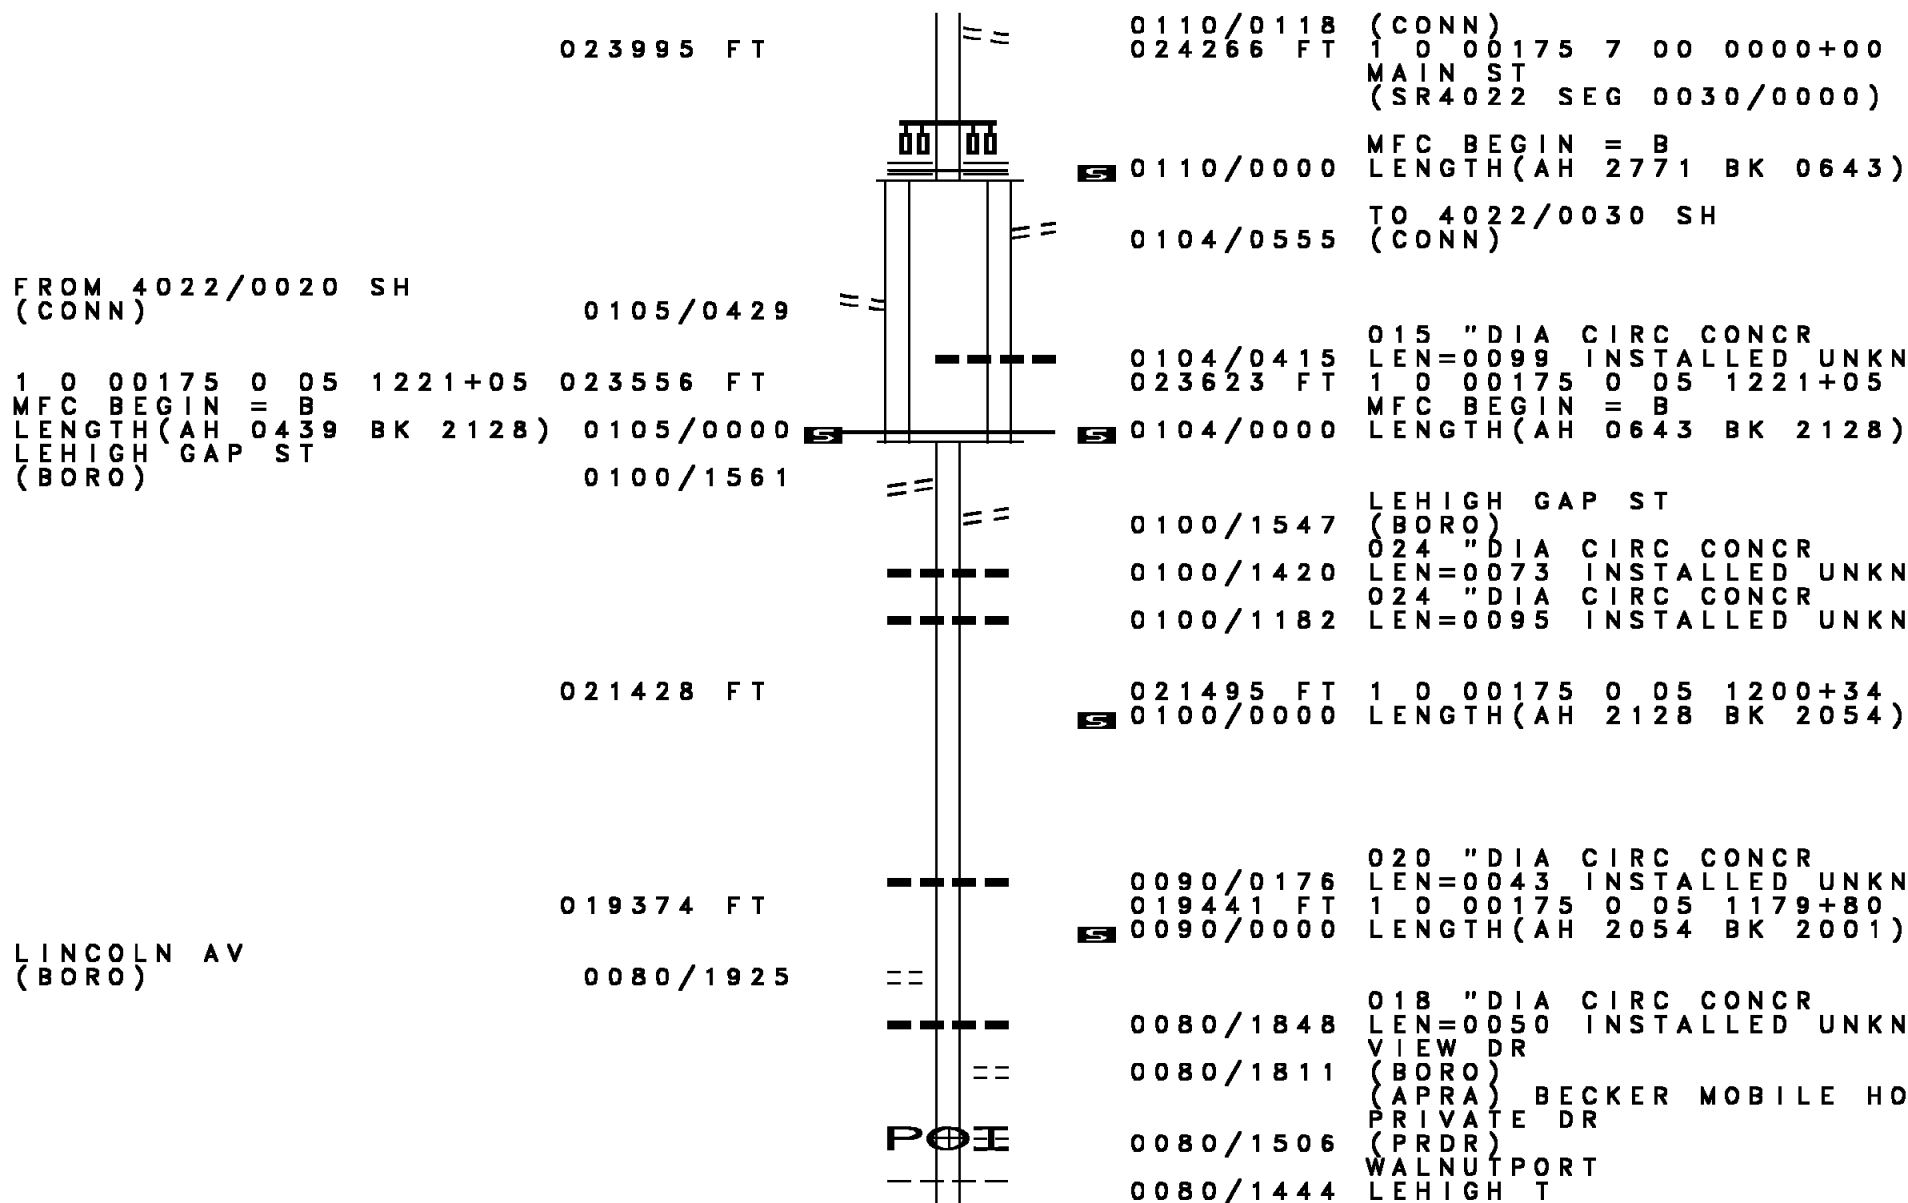 0110/0118 (CONN)
023995 FT 024266 FT 1 0 00175 7 00 0000+00
MAIN ST
(SR4022 SEG 0030/0000)
MFC BEGIN = B
S 0110/0000 LENGTH(AH 2771 BK 0643)
TO 4022/0030 SH
0104/0555 (CONN)
FROM 4022/0020 SH
(CONN) 0105/0429
015 "DIA CIRC CONCR
0104/0415 LEN=0099 INSTALLED UNKN
1 0 00175 0 05 1221+05 023556 FT 023623 FT 1 0 00175 0 05 1221+05
MFC BEGIN = B MFC BEGIN = B
LENGTH(AH 0439 BK 2128) 0105/0000 S S 0104/0000 LENGTH(AH 0643 BK 2128)
LEHIGH GAP ST
(BORO) 0100/1561
LEHIGH GAP ST
0100/1547 (BORO)
024 "DIA CIRC CONCR
0100/1420 LEN=0073 INSTALLED UNKN
024 "DIA CIRC CONCR
0100/1182 LEN=0095 INSTALLED UNKN
021428 FT 021495 FT 1 0 00175 0 05 1200+34
S 0100/0000 LENGTH(AH 2128 BK 2054)
020 "DIA CIRC CONCR
0090/0176 LEN=0043 INSTALLED UNKN
019374 FT 019441 FT 1 0 00175 0 05 1179+80
S 0090/0000 LENGTH(AH 2054 BK 2001)
LINCOLN AV
(BORO) 0080/1925
018 "DIA CIRC CONCR
0080/1848 LEN=0050 INSTALLED UNKN
VIEW DR
0080/1811 (BORO)
(APRA) BECKER MOBILE HO
PRIVATE DR
POI 0080/1506 (PRDR)
WALNUTPORT
0080/1444 LEHIGH T